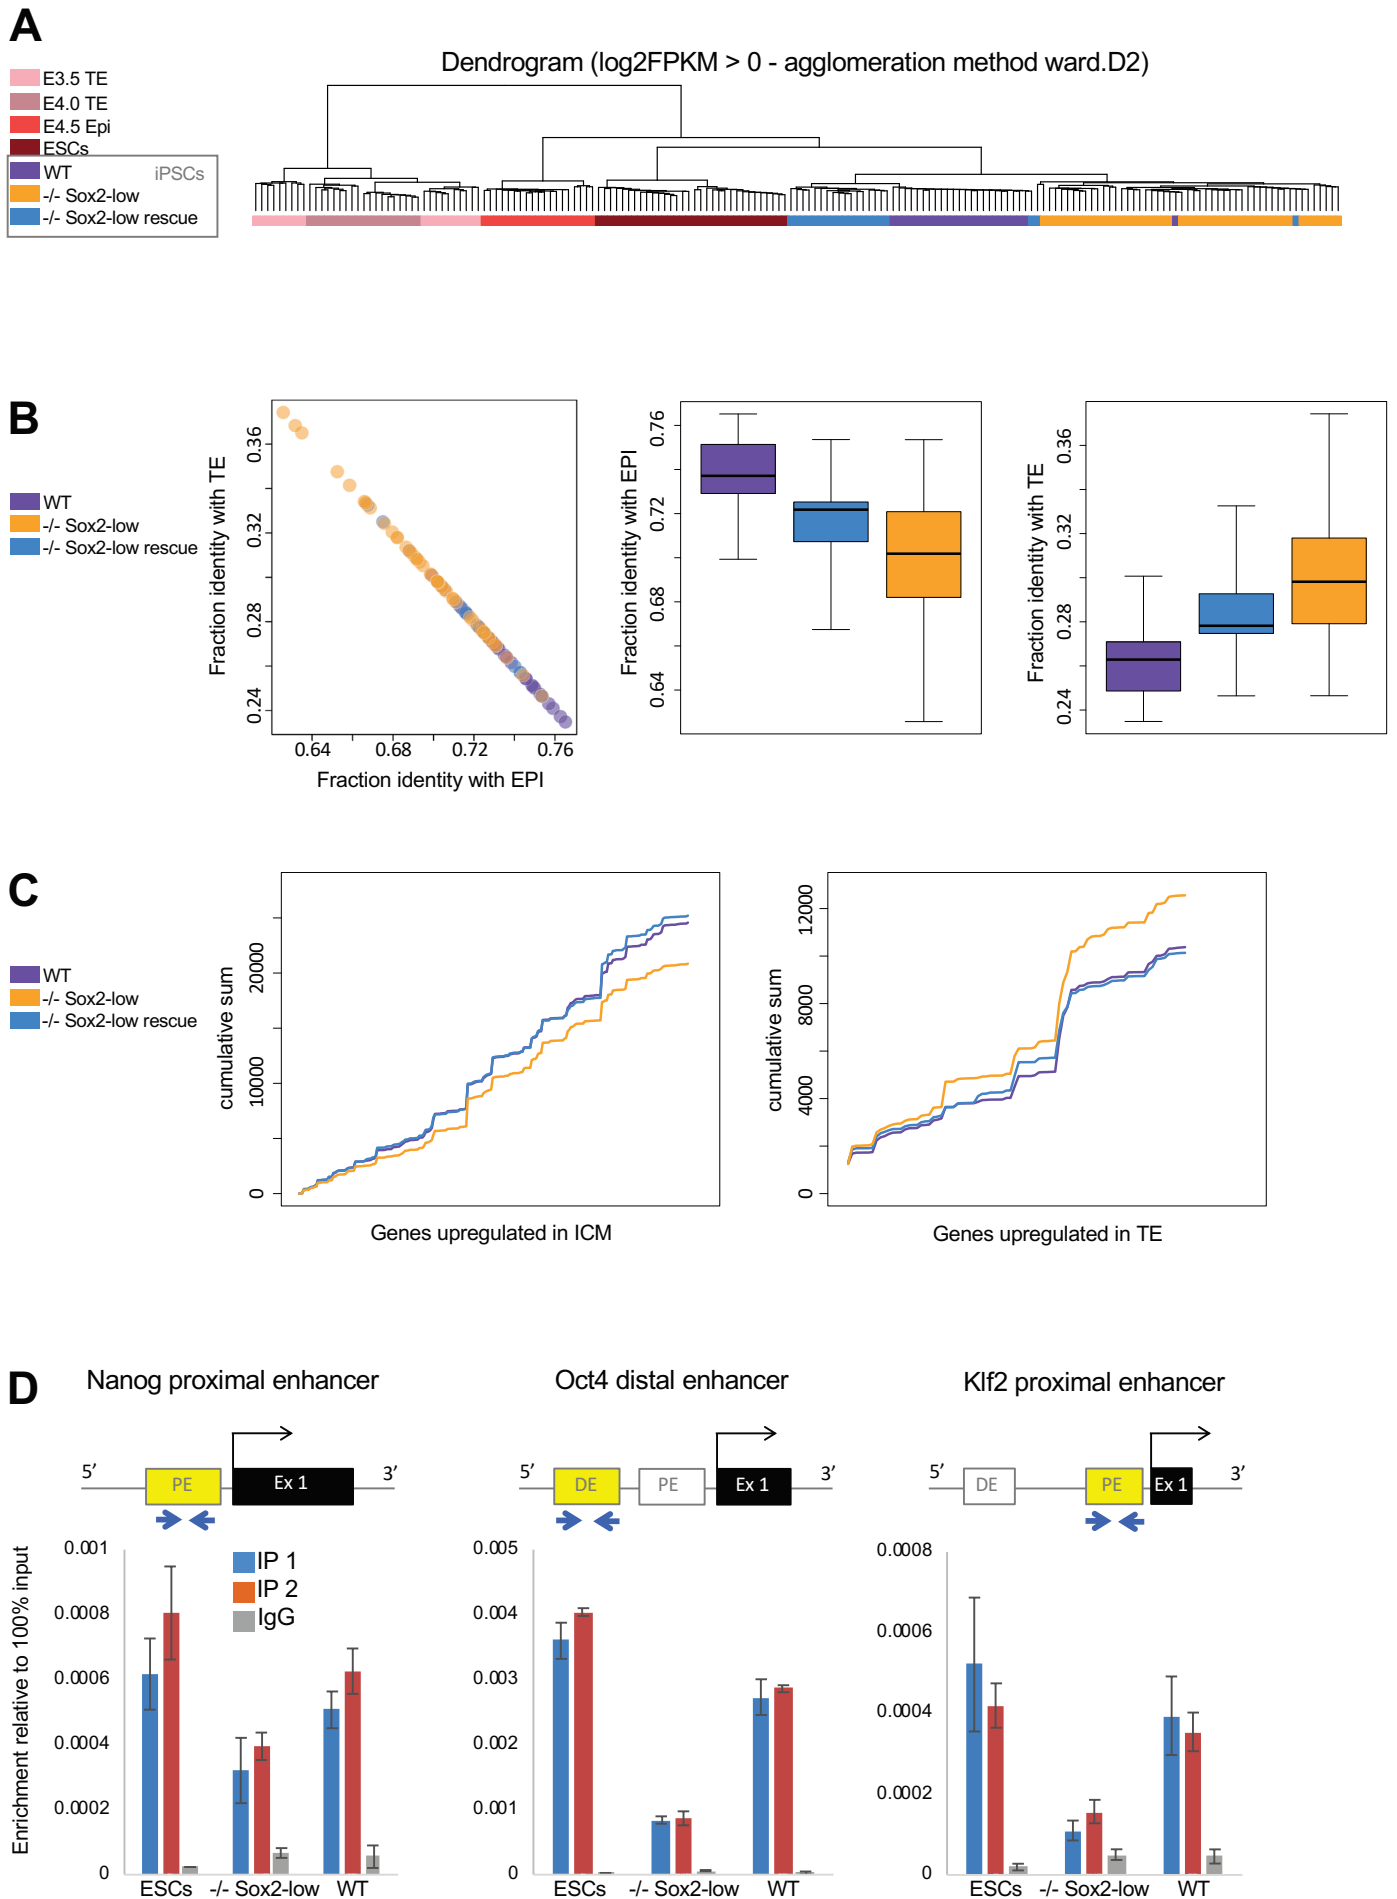 A
Dendrogram (log2FPKM > 0 - agglomeration method ward.D2)
E3.5 TE
E4.0 TE
E4.5 Epi
ESCs
WT iPSCs
-/- Sox2-low
-/- Sox2-low rescue
B
WT
-/- Sox2-low
-/- Sox2-low rescue
Fraction identity with TE
0.36
0.32
0.28
0.24
0.64 0.68 0.72 0.76
Fraction identity with EPI
Fraction identity with EPI
0.76
0.72
0.68
0.64
Fraction identity with TE
0.36
0.32
0.28
0.24
C
WT
-/- Sox2-low
-/- Sox2-low rescue
cumulative sum
20000
10000
0
Genes upregulated in ICM
cumulative sum
12000
8000
4000
0
Genes upregulated in TE
D
Nanog proximal enhancer
5’ PE Ex 1 3’
Enrichment relative to 100% input
0.001
0.0008
0.0006
0.0004
0.0002
0
IP 1
IP 2
IgG
ESCs -/- Sox2-low WT
Oct4 distal enhancer
5’ DE PE Ex 1 3’
0.005
0.004
0.003
0.002
0.001
0
ESCs -/- Sox2-low WT
Klf2 proximal enhancer
5’ DE PE Ex 1 3’
0.0008
0.0006
0.0004
0.0002
0
ESCs -/- Sox2-low WT